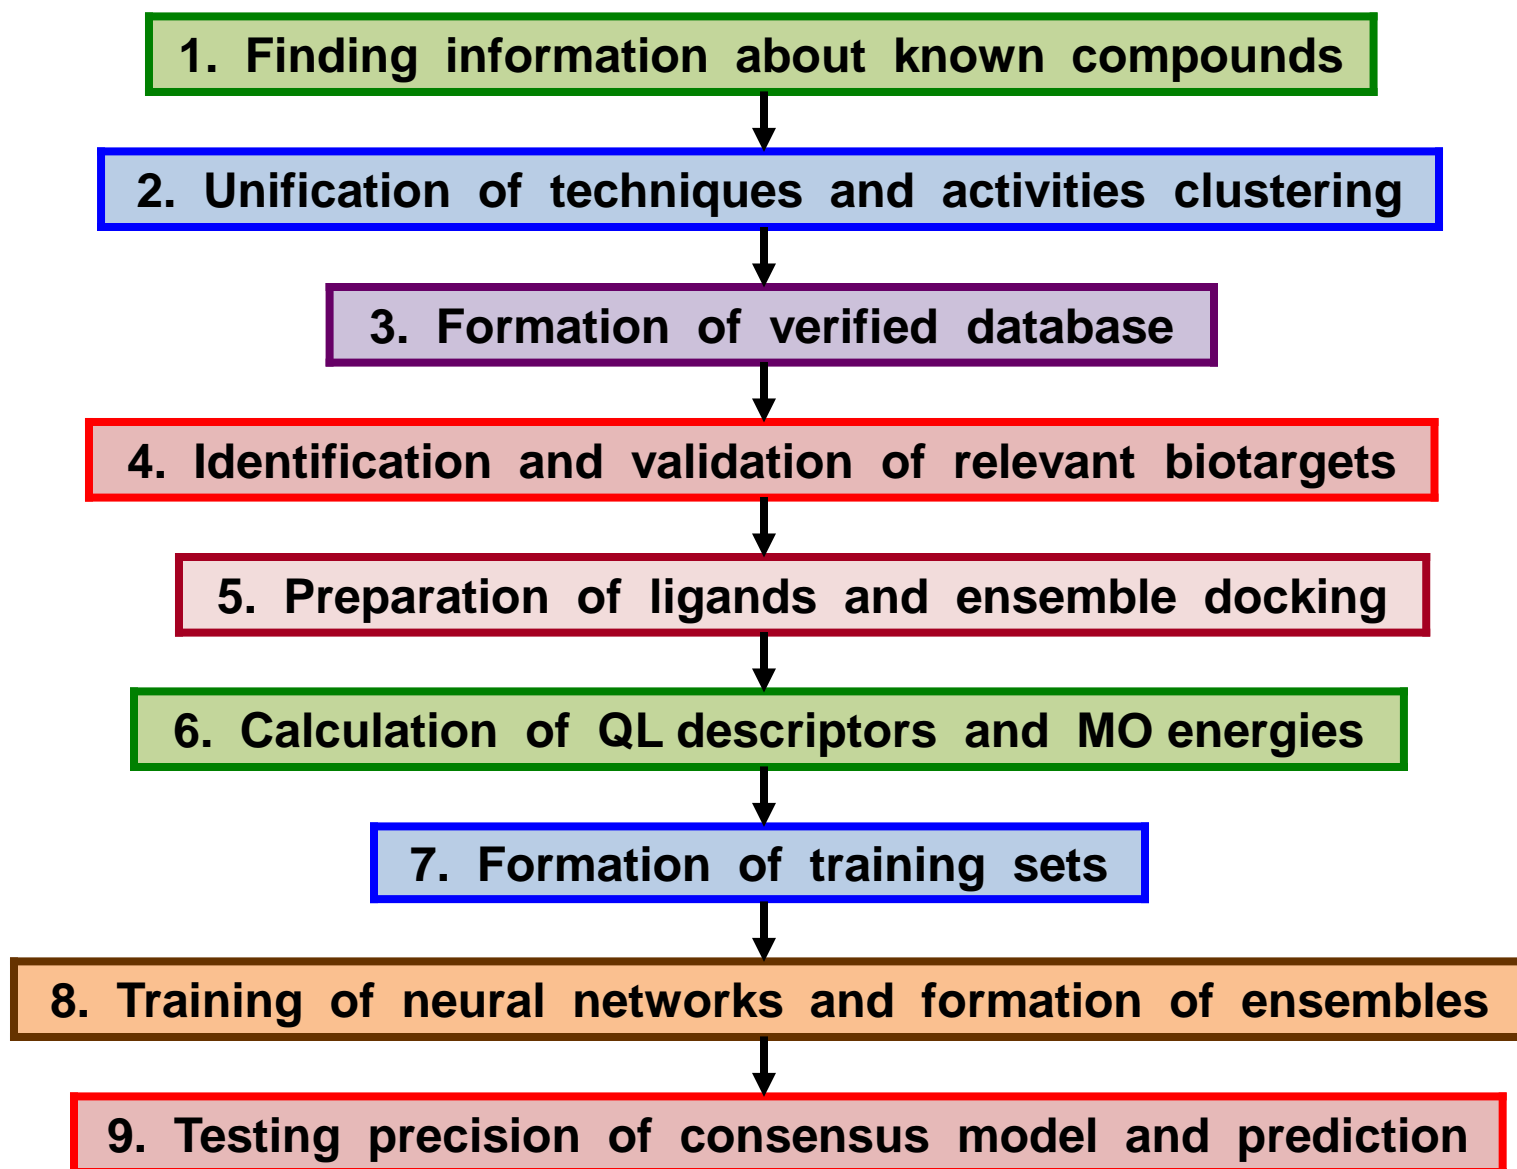 1. Finding information about known compounds
2. Unification of techniques and activities clustering
3. Formation of verified database
4. Identification and validation of relevant biotargets
5. Preparation of ligands and ensemble docking
6. Calculation of QL descriptors and MO energies
7. Formation of training sets
8. Training of neural networks and formation of ensembles
9. Testing precision of consensus model and prediction